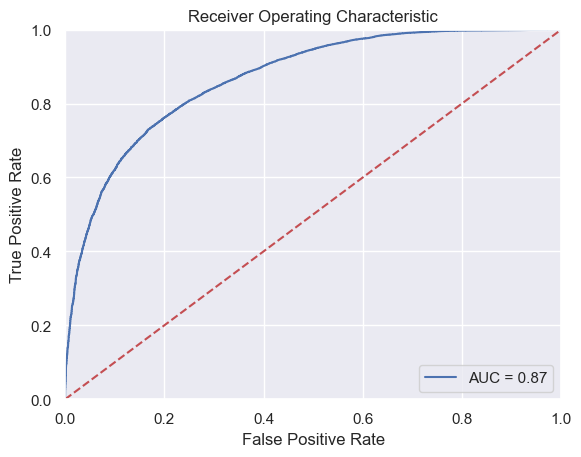 Receiver Operating Characteristic
1.0
0.8
0.6
0.4
0.2
0.0
True Positive Rate
AUC = 0.87
0.0 0.2 0.4 0.6 0.8 1.0
False Positive Rate